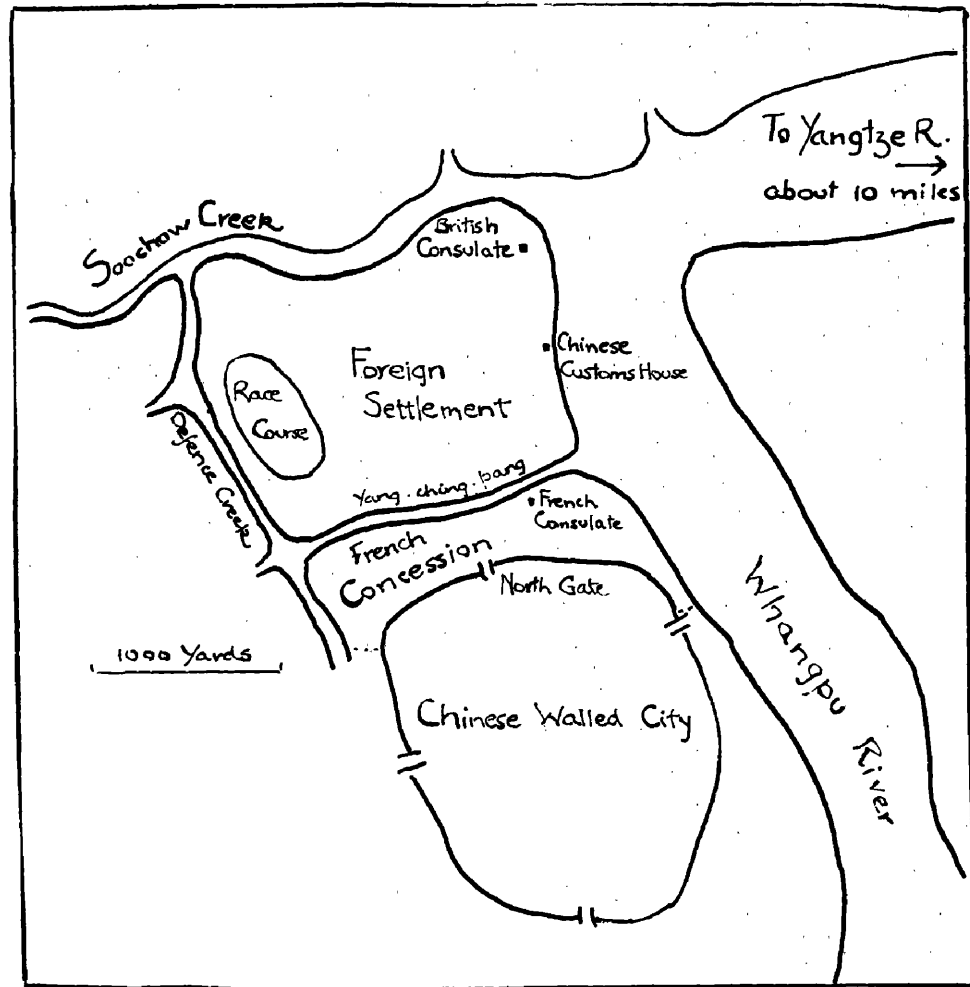 To Yangtze R.
about 10 miles
Soochow Creek
British
Consulate
Chinese
Customs House
Foreign
Settlement
Race
Course
Defence Creek
Yang-ching-pang
French
Consulate
French
Concession
North Gate
1000 Yards
Chinese Walled City
Whangpu River